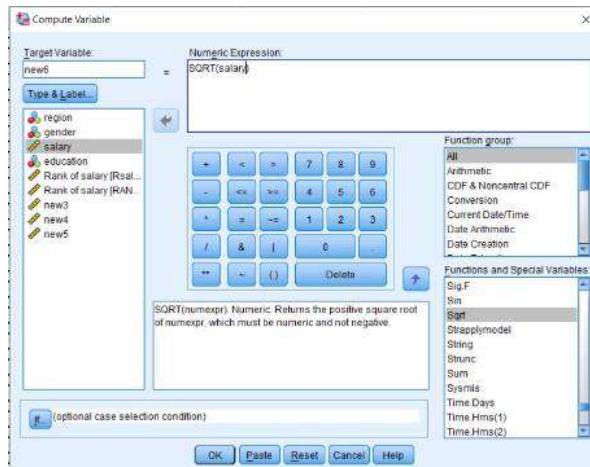 Compute Variable
Target Variable:
new6
=
Numeric Expression:
SQRT(salary)
Type & Label...
region
gender
salary
education
Rank of salary [Rsal...
Rank of salary [RAN...
new3
new4
new5
+ < > 7 8 9
- <= >= 4 5 6
* = ~= 1 2 3
/ & | 0 .
** ~ ( ) Delete
Function group:
All
Arithmetic
CDF & Noncentral CDF
Conversion
Current Date/Time
Date Arithmetic
Date Creation
Functions and Special Variables:
Sig.F
Sin
Sqrt
Strapplymodel
String
Strunc
Sum
Sysmis
Time.Days
Time.Hms(1)
Time.Hms(2)
SQRT(numexpr). Numeric. Returns the positive square root
of numexpr, which must be numeric and not negative.
If... (optional case selection condition)
OK Paste Reset Cancel Help